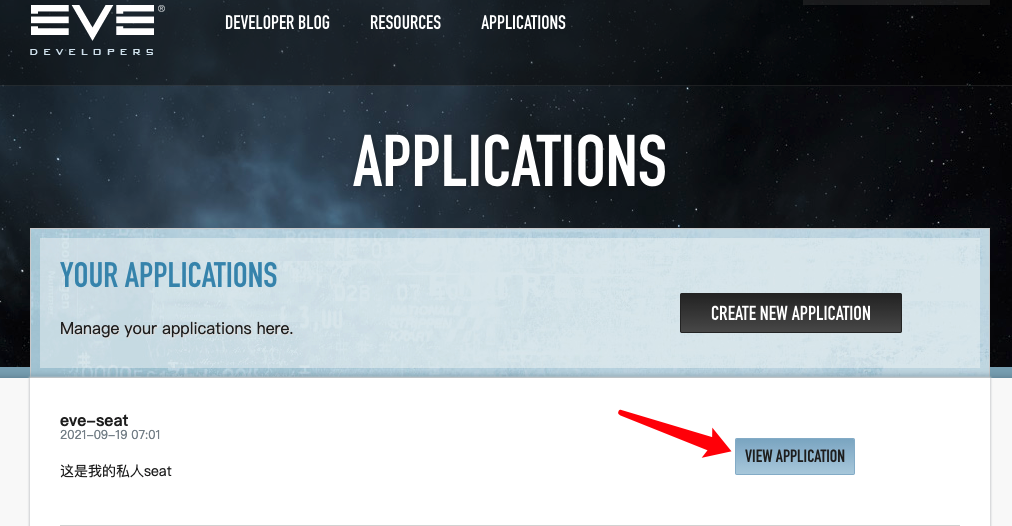 EVE®
DEVELOPERS
DEVELOPER BLOG RESOURCES APPLICATIONS
APPLICATIONS
YOUR APPLICATIONS
Manage your applications here.
CREATE NEW APPLICATION
eve-seat
2021-09-19 07:01
这是我的私人seat
VIEW APPLICATION